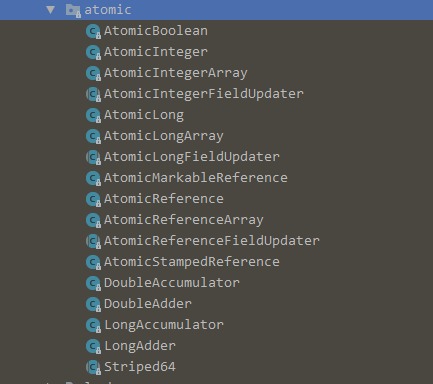 atomic
AtomicBoolean
AtomicInteger
AtomicIntegerArray
AtomicIntegerFieldUpdater
AtomicLong
AtomicLongArray
AtomicLongFieldUpdater
AtomicMarkableReference
AtomicReference
AtomicReferenceArray
AtomicReferenceFieldUpdater
AtomicStampedReference
DoubleAccumulator
DoubleAdder
LongAccumulator
LongAdder
Striped64